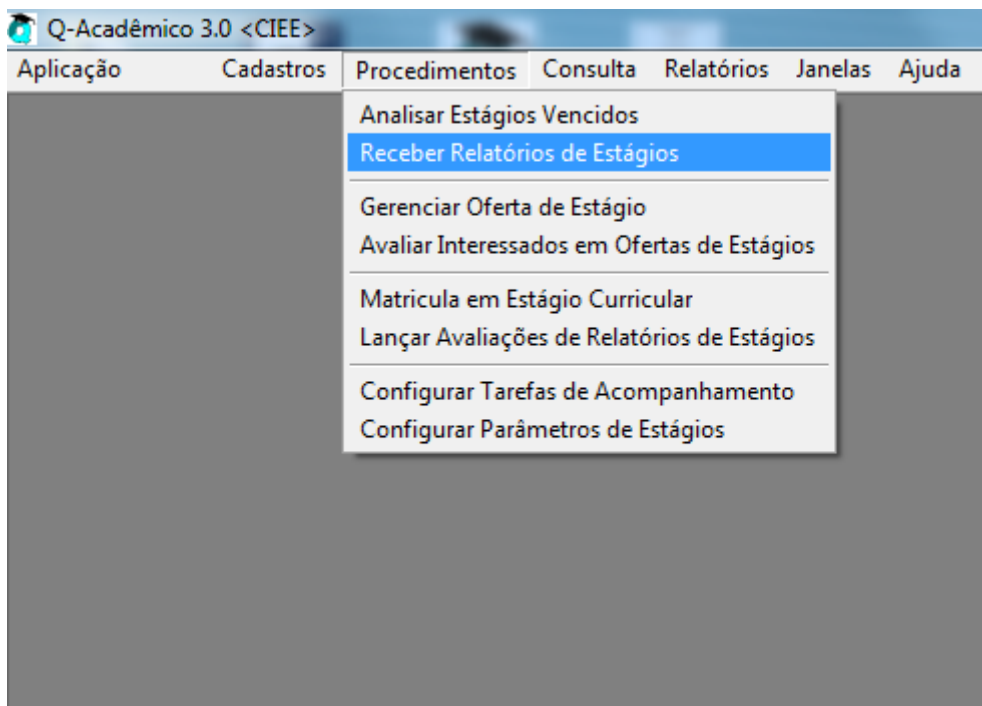 Q-Acadêmico 3.0 <CIEE>
Aplicação Cadastros Procedimentos Consulta Relatórios Janelas Ajuda
Analisar Estágios Vencidos
Receber Relatórios de Estágios
Gerenciar Oferta de Estágio
Avaliar Interessados em Ofertas de Estágios
Matricula em Estágio Curricular
Lançar Avaliações de Relatórios de Estágios
Configurar Tarefas de Acompanhamento
Configurar Parâmetros de Estágios